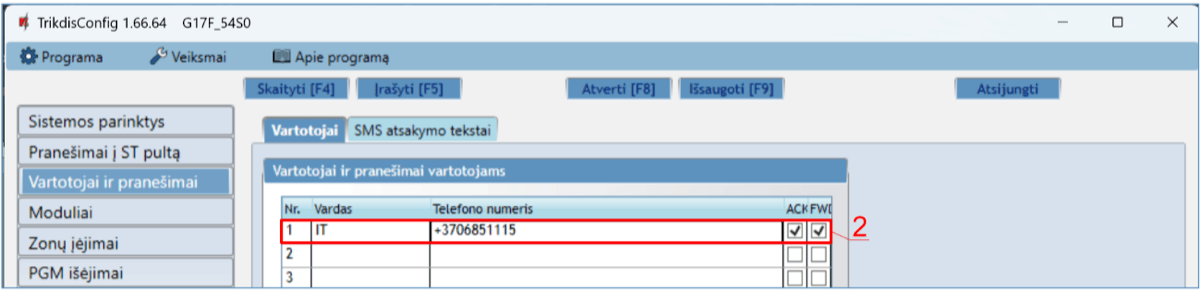 TrikdisConfig 1.66.64 G17F_54S0
Programa Veiksmai Apie programą
Skaityti [F4] Įrašyti [F5] Atverti [F8] Išsaugoti [F9] Atsijungti
Sistemos parinktys
Pranešimai į ST pultą
Vartotojai ir pranešimai
Moduliai
Zonų įėjimai
PGM išėjimai
Vartotojai SMS atsakymo tekstai
Vartotojai ir pranešimai vartotojams
Nr. Vardas Telefono numeris ACK FWD
1 IT +3706851115
2
3
2